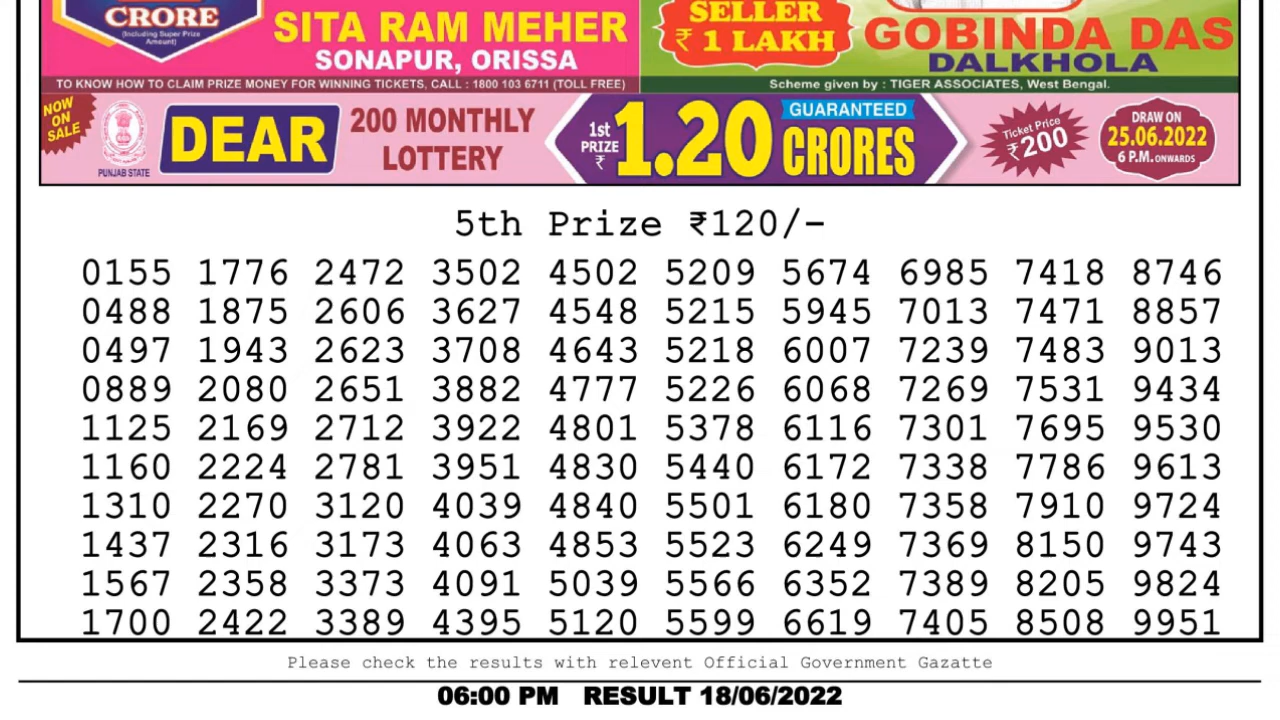 CRORE
(Including Super Prize Amount)
SITA RAM MEHER
SONAPUR, ORISSA
SELLER
₹ 1 LAKH
GOBINDA DAS
DALKHOLA
TO KNOW HOW TO CLAIM PRIZE MONEY FOR WINNING TICKETS, CALL : 1800 103 6711 (TOLL FREE)
Scheme given by : TIGER ASSOCIATES, West Bengal.
NOW
ON
SALE
PUNJAB STATE
DEAR
200 MONTHLY
LOTTERY
1st
PRIZE
₹
1.20
GUARANTEED
CRORES
Ticket Price
₹200
DRAW ON
25.06.2022
6 P.M. ONWARDS
5th Prize ₹120/-
0155 1776 2472 3502 4502 5209 5674 6985 7418 8746
0488 1875 2606 3627 4548 5215 5945 7013 7471 8857
0497 1943 2623 3708 4643 5218 6007 7239 7483 9013
0889 2080 2651 3882 4777 5226 6068 7269 7531 9434
1125 2169 2712 3922 4801 5378 6116 7301 7695 9530
1160 2224 2781 3951 4830 5440 6172 7338 7786 9613
1310 2270 3120 4039 4840 5501 6180 7358 7910 9724
1437 2316 3173 4063 4853 5523 6249 7369 8150 9743
1567 2358 3373 4091 5039 5566 6352 7389 8205 9824
1700 2422 3389 4395 5120 5599 6619 7405 8508 9951
Please check the results with relevent Official Government Gazatte
06:00 PM RESULT 18/06/2022